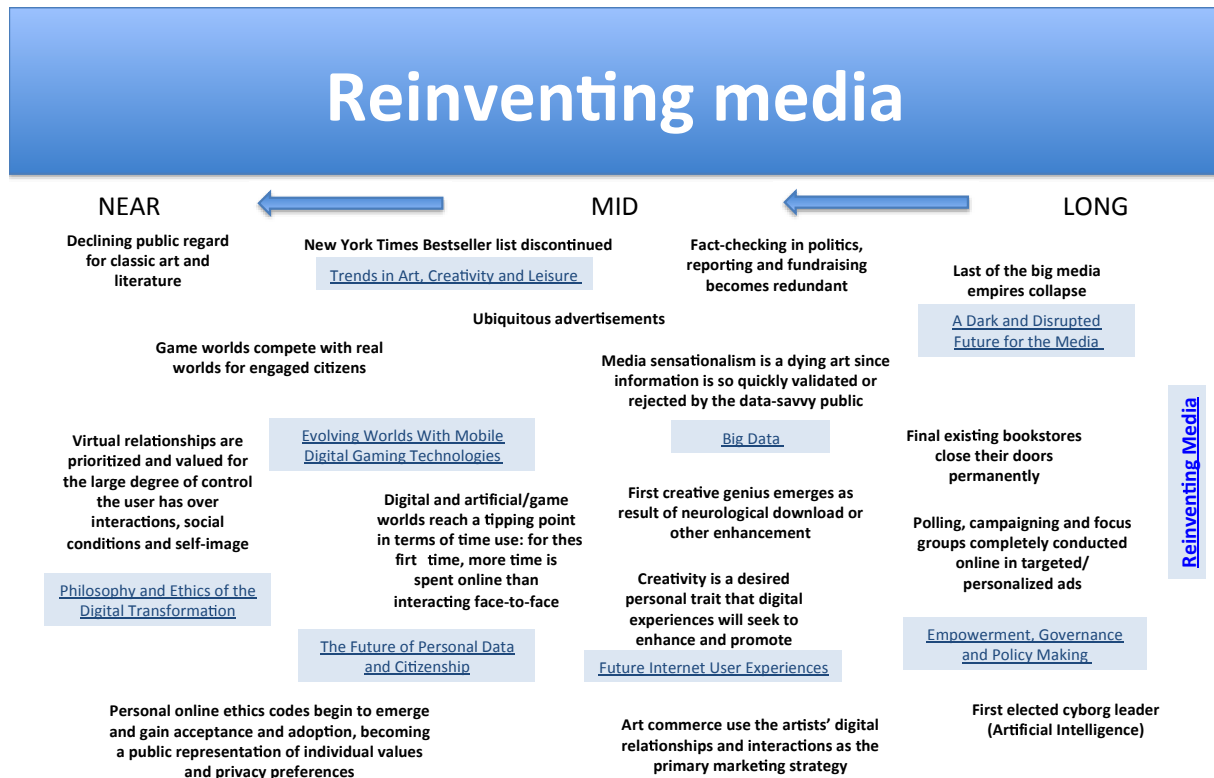 Reinventing media
NEAR
MID
LONG
Declining public regard
for classic art and
literature
New York Times Bestseller list discontinued
Trends in Art, Creativity and Leisure
Fact-checking in politics,
reporting and fundraising
becomes redundant
Last of the big media
empires collapse
A Dark and Disrupted
Future for the Media
Ubiquitous advertisements
Game worlds compete with real
worlds for engaged citizens
Media sensationalism is a dying art since
information is so quickly validated or
rejected by the data-savvy public
Big Data
Virtual relationships are
prioritized and valued for
the large degree of control
the user has over
interactions, social
conditions and self-image
Philosophy and Ethics of the
Digital Transformation
Evolving Worlds With Mobile
Digital Gaming Technologies
Digital and artificial/game
worlds reach a tipping point
in terms of time use: for thes
firt time, more time is
spent online than
interacting face-to-face
The Future of Personal Data
and Citizenship
First creative genius emerges as
result of neurological download or
other enhancement
Creativity is a desired
personal trait that digital
experiences will seek to
enhance and promote
Future Internet User Experiences
Final existing bookstores
close their doors
permanently
Polling, campaigning and focus
groups completely conducted
online in targeted/
personalized ads
Empowerment, Governance
and Policy Making
Reinventing Media
Personal online ethics codes begin to emerge
and gain acceptance and adoption, becoming
a public representation of individual values
and privacy preferences
Art commerce use the artists' digital
relationships and interactions as the
primary marketing strategy
First elected cyborg leader
(Artificial Intelligence)